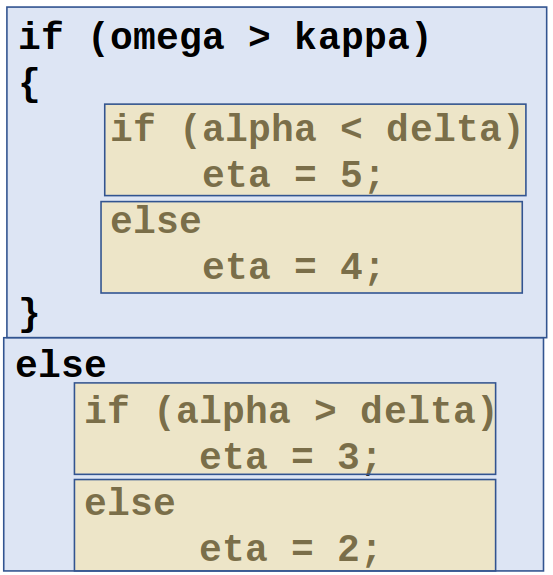 if (omega > kappa)
{
if (alpha < delta)
eta = 5;
else
eta = 4;
}
else
if (alpha > delta)
eta = 3;
else
eta = 2;